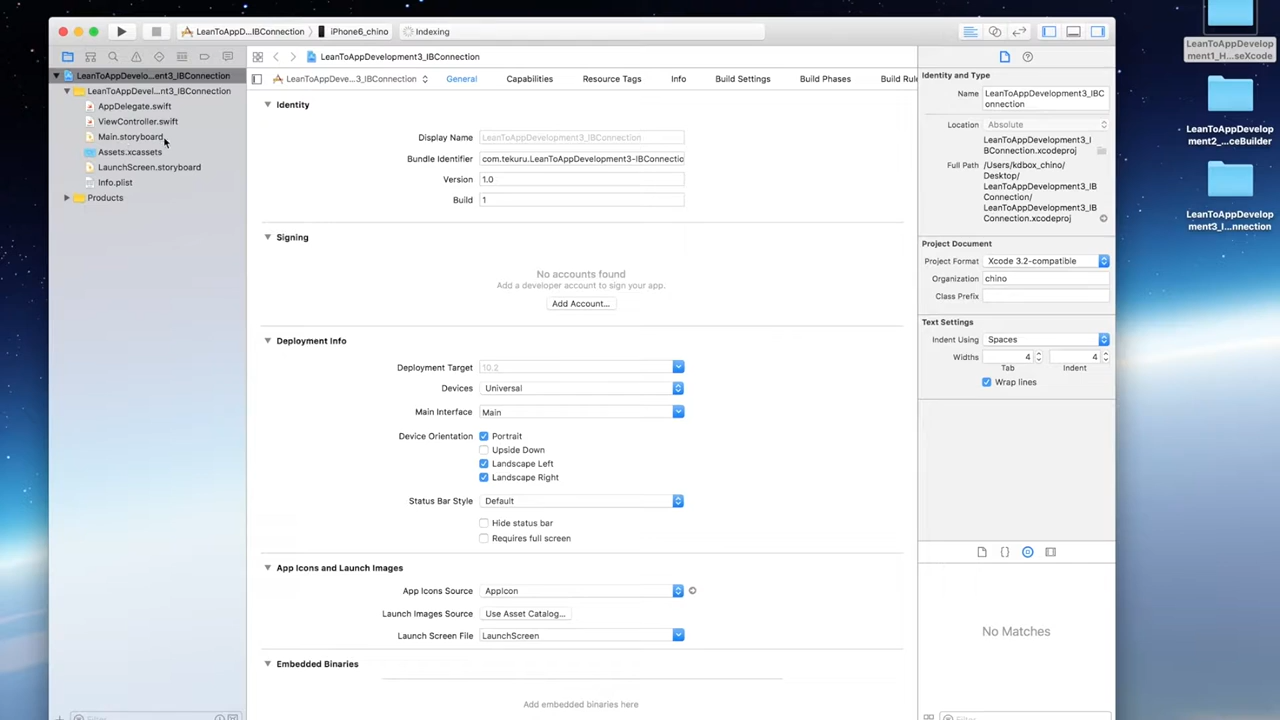 LeanToAppD...BConnection
iPhone6_chino
Indexing
LeanToAppDevelo...ent3_IBConnection
LeanToAppDevel...nt3_IBConnection
AppDelegate.swift
ViewController.swift
Main.storyboard
Assets.xcassets
LaunchScreen.storyboard
Info.plist
Products
LeanToAppDevelopment3_IBConnection
LeanToAppDeve...t3_IBConnection
General
Capabilities
Resource Tags
Info
Build Settings
Build Phases
Build Rule
Identity
Display Name
LeanToAppDevelopment3_IBConnection
Bundle Identifier
com.tekuru.LeanToAppDevelopment3-IBConnectio
Version
1.0
Build
1
Signing
No accounts found
Add a developer account to sign your app.
Add Account...
Deployment Info
Deployment Target
10.2
Devices
Universal
Main Interface
Main
Device Orientation
Portrait
Upside Down
Landscape Left
Landscape Right
Status Bar Style
Default
Hide status bar
Requires full screen
App Icons and Launch Images
App Icons Source
AppIcon
Launch Images Source
Use Asset Catalog...
Launch Screen File
LaunchScreen
Embedded Binaries
Add embedded binaries here
Identity and Type
Name
LeanToAppDevelopment3_IBC
onnection
Location
Absolute
LeanToAppDevelopment3_I
BConnection.xcodeproj
Full Path
/Users/kdbox_chino/
Desktop/
LeanToAppDevelopment3_IB
Connection/
LeanToAppDevelopment3_IB
Connection.xcodeproj
Project Document
Project Format
Xcode 3.2-compatible
Organization
chino
Class Prefix
Text Settings
Indent Using
Spaces
Widths
4
4
Tab
Indent
Wrap lines
No Matches
Filter
LeanToAppDevelop
ment1_H...seXcode
LeanToAppDevelo
pment2_...ceBuilder
LeanToAppDevelo
pment3_I...nnection